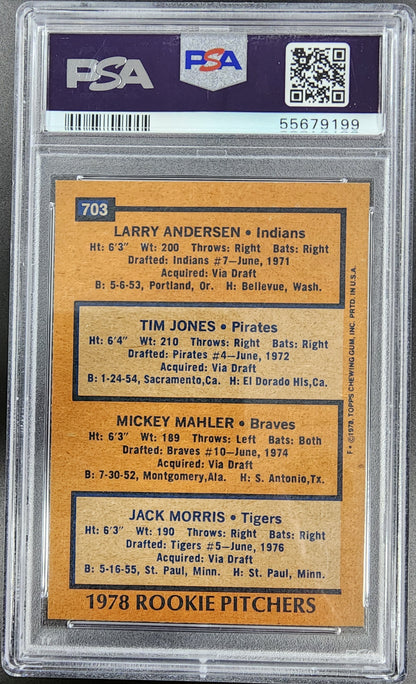 PSA
PSA
55679199
703
LARRY ANDERSEN • Indians
Ht: 6'3" Wt: 200 Throws: Right Bats: Right
Drafted: Indians #7—June, 1971
Acquired: Via Draft
B: 5-6-53, Portland, Or. H: Bellevue, Wash.
TIM JONES • Pirates
Ht: 6'4" Wt: 210 Throws: Right Bats: Right
Drafted: Pirates #4—June, 1972
Acquired: Via Draft
B: 1-24-54, Sacramento,Ca. H: El Dorado Hls,Ca.
MICKEY MAHLER • Braves
Ht: 6'3" Wt: 189 Throws: Left Bats: Both
Drafted: Braves #10—June, 1974
Acquired: Via Draft
B: 7-30-52, Montgomery,Ala. H: S. Antonio,Tx.
JACK MORRIS • Tigers
Ht: 6'3" Wt: 190 Throws: Right Bats: Right
Drafted: Tigers #5—June, 1976
Acquired: Via Draft
B: 5-16-55, St. Paul, Minn. H: St. Paul, Minn.
1978 ROOKIE PITCHERS
F* ©1978, TOPPS CHEWING GUM, INC. PRTD. IN U.S.A.